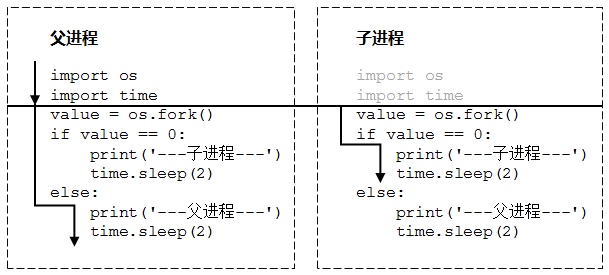 父进程
import os
import time
value = os.fork()
if value == 0:
    print('---子进程---')
    time.sleep(2)
else:
    print('---父进程---')
    time.sleep(2)
子进程
import os
import time
value = os.fork()
if value == 0:
    print('---子进程---')
    time.sleep(2)
else:
    print('---父进程---')
    time.sleep(2)